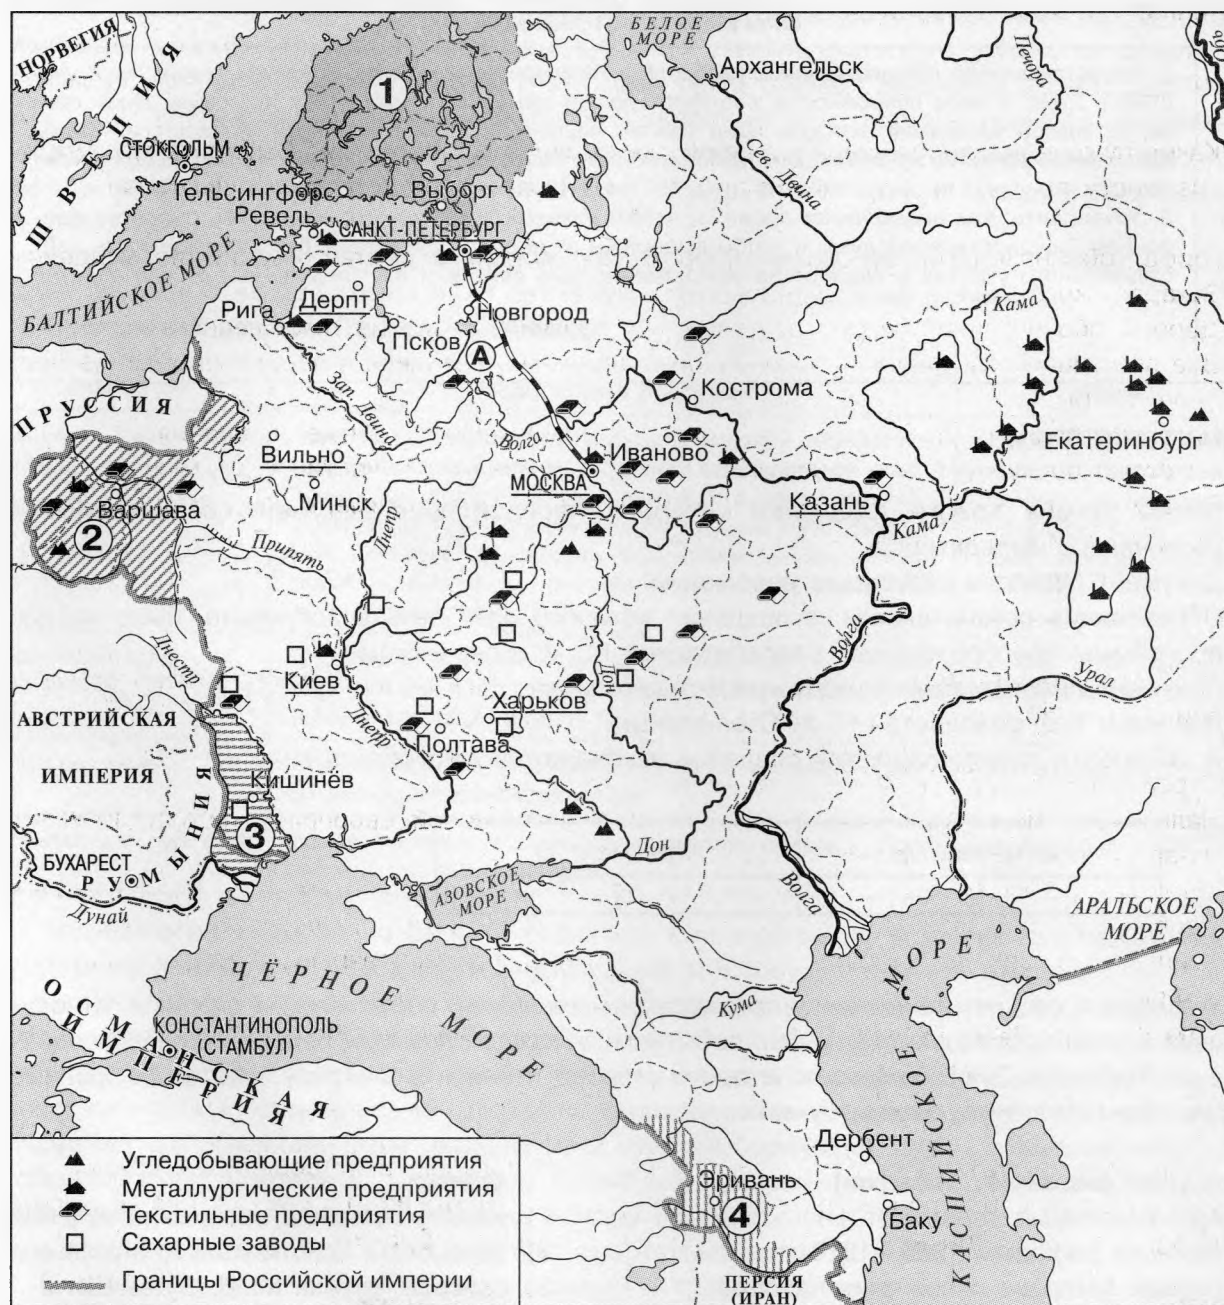 БЕЛОЕ
МОРЕ
НОРВЕГИЯ
ШВЕЦИЯ
1
Архангельск
Печора
Обь
СТОКГОЛЬМ
Сев. Двина
Гельсингфорс
Выборг
Ревель
САНКТ-ПЕТЕРБУРГ
БАЛТИЙСКОЕ МОРЕ
Дерпт
Рига
Новгород
Псков
А
Кама
Зап. Двина
Кострома
ПРУССИЯ
Волга
Иваново
Екатеринбург
Вильно
МОСКВА
Минск
Казань
Варшава
Днепр
Кама
2
Припять
Волга
Днестр
Киев
Дон
Урал
Харьков
АВСТРИЙСКАЯ
ИМПЕРИЯ
Днепр
Полтава
Кишинёв
3
БУХАРЕСТ
РУМЫНИЯ
Дунай
Дон
АЗОВСКОЕ
МОРЕ
Волга
АРАЛЬСКОЕ
МОРЕ
ЧЁРНОЕ МОРЕ
Кума
КАСПИЙСКОЕ МОРЕ
ОСМАНСКАЯ
ИМПЕРИЯ
КОНСТАНТИНОПОЛЬ
(СТАМБУЛ)
Дербент
Эривань
4
Баку
ПЕРСИЯ
(ИРАН)
Угледобывающие предприятия
Металлургические предприятия
Текстильные предприятия
Сахарные заводы
Границы Российской империи